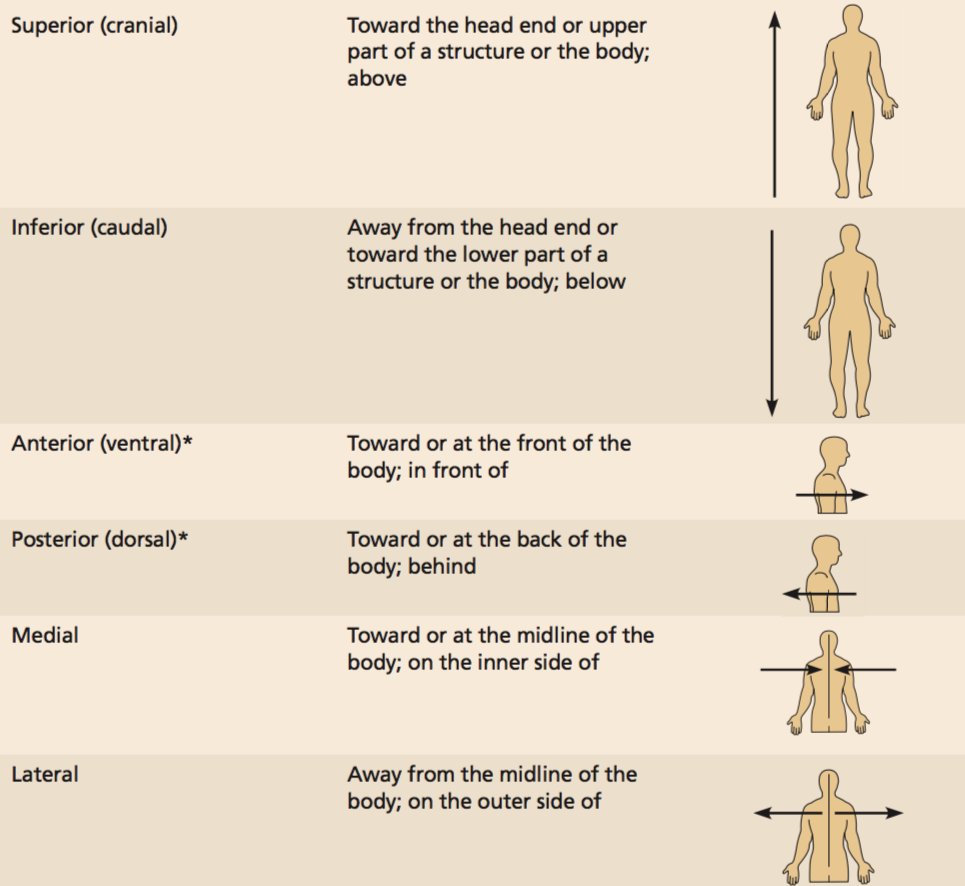 Superior (cranial)
Toward the head end or upper
part of a structure or the body;
above
Inferior (caudal)
Away from the head end or
toward the lower part of a
structure or the body; below
Anterior (ventral)*
Toward or at the front of the
body; in front of
Posterior (dorsal)*
Toward or at the back of the
body; behind
Medial
Toward or at the midline of the
body; on the inner side of
Lateral
Away from the midline of the
body; on the outer side of